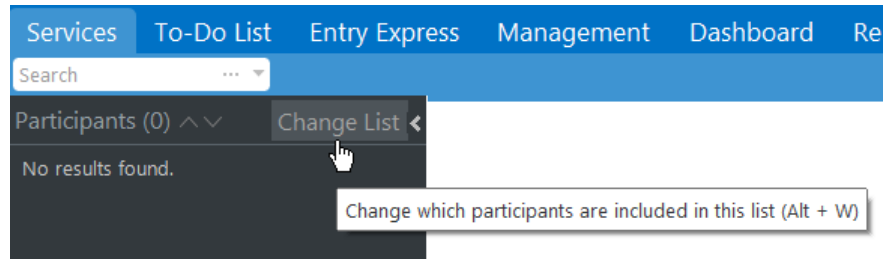 Services To-Do List Entry Express Management Dashboard Re
Search ...
Participants (0) Change List
No results found.
Change which participants are included in this list (Alt + W)